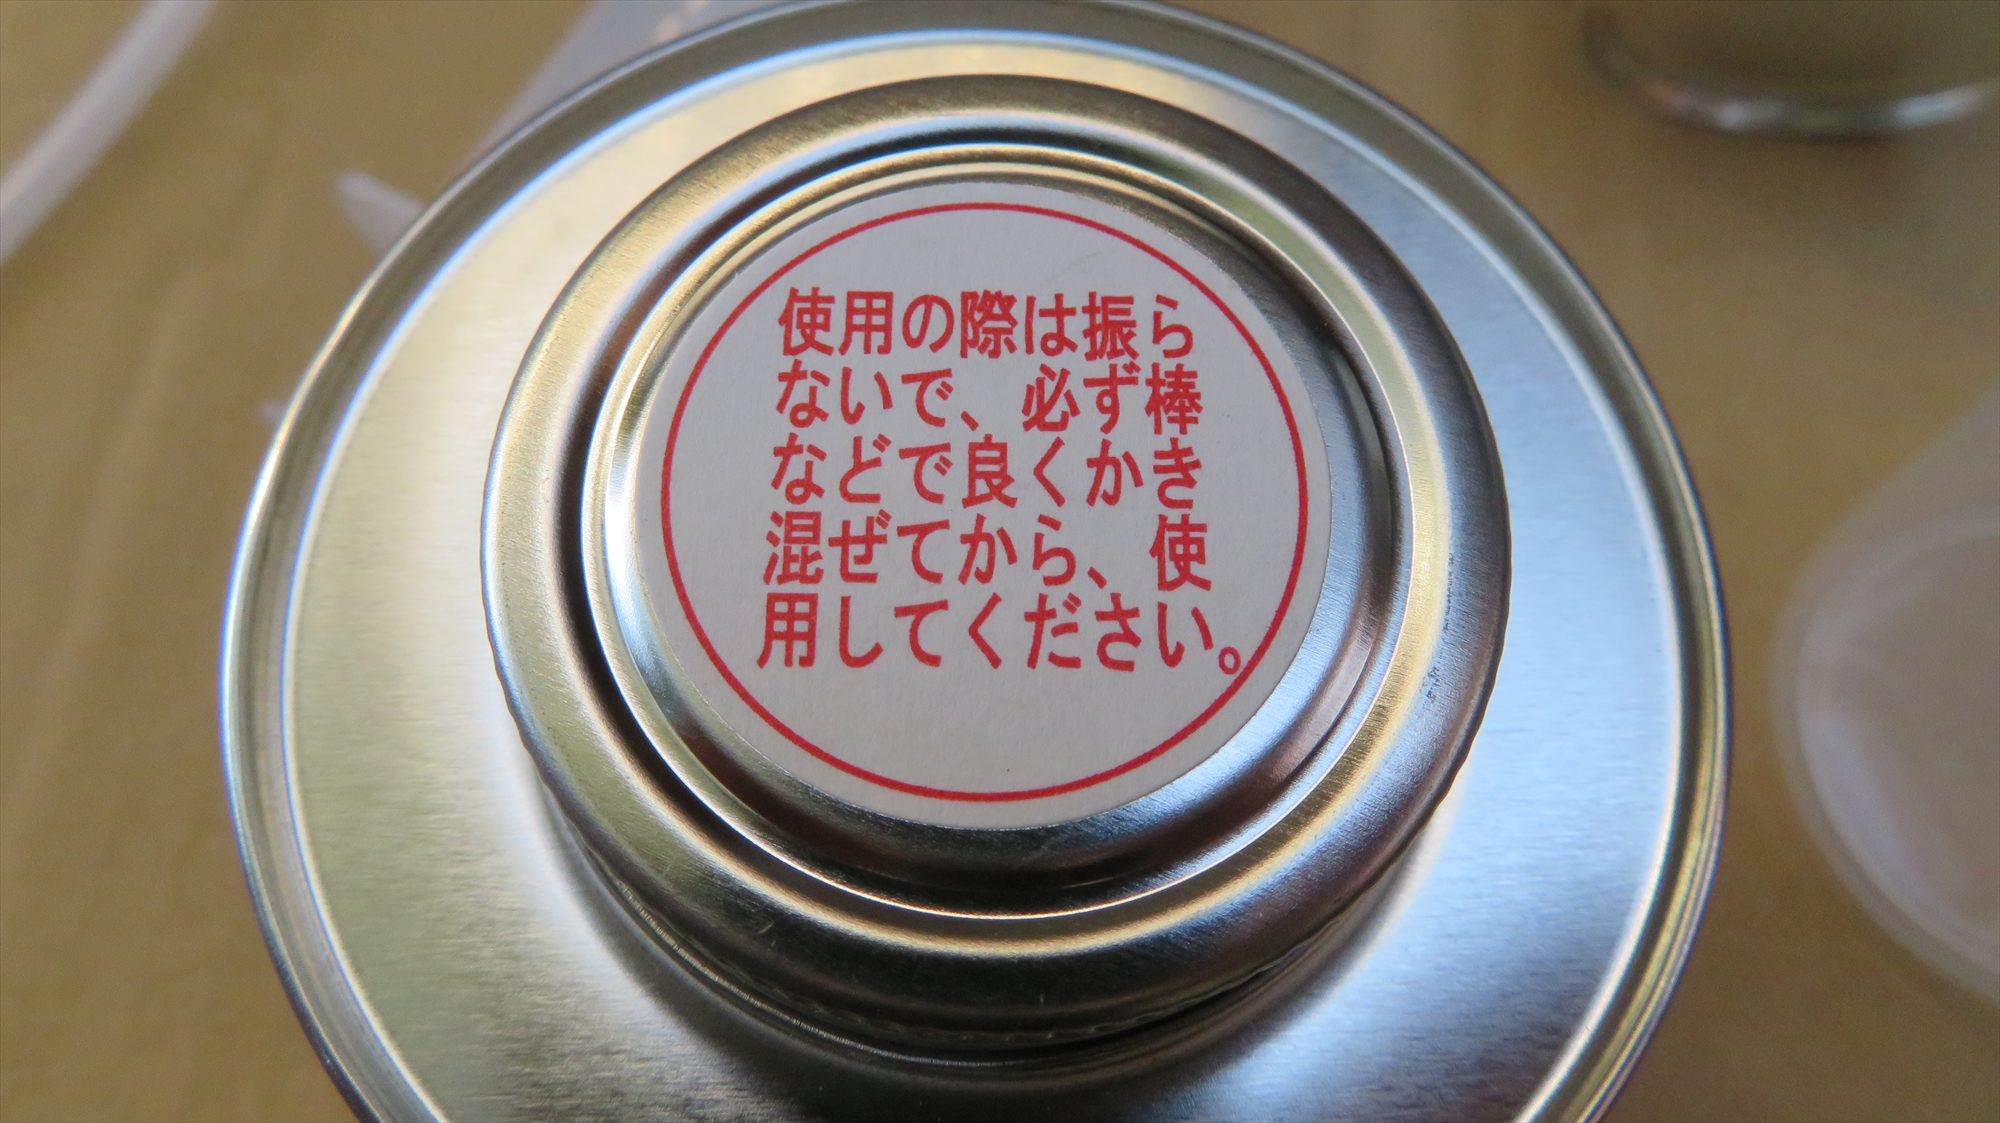 使用の際は振ら
ないで、必ず棒
などで良くかき
混ぜてから、使
用してください。